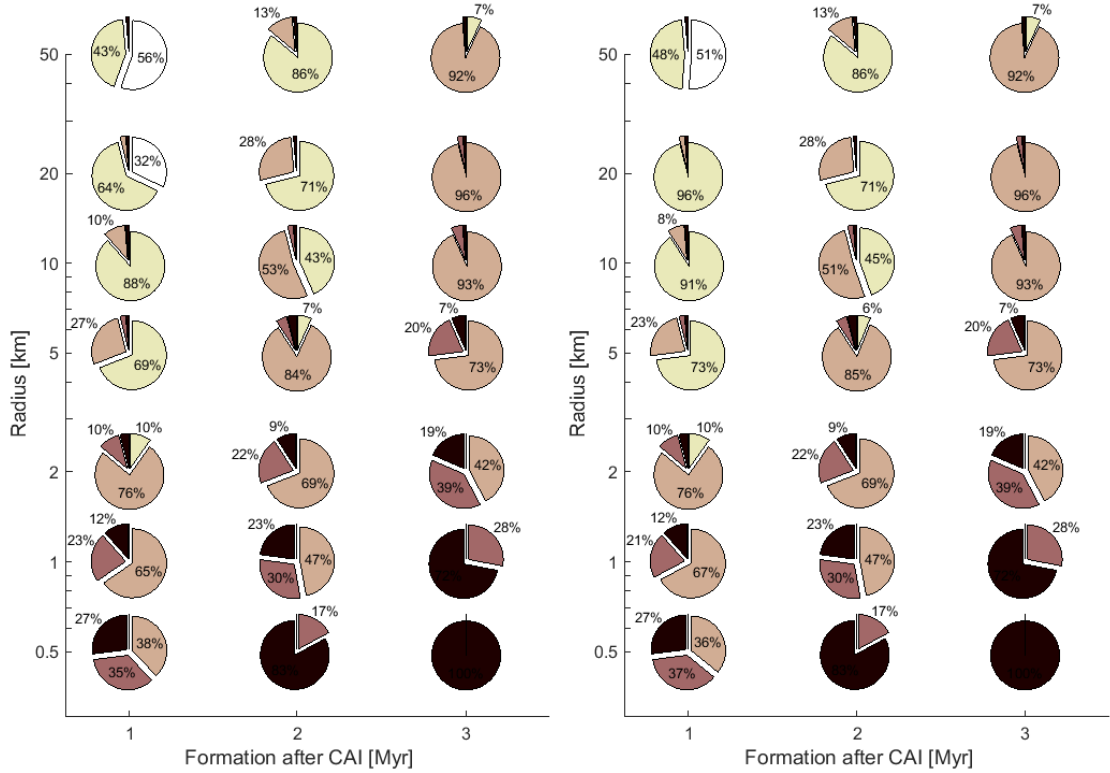 13% 7% 13% 7%
50 43% 56% 50 48% 51%
86% 92% 86% 92%
28% 28%
20 32% 20
64% 71% 96% 96% 71% 96%
10% 8%
10 53% 43% 10 51% 45%
88% 93% 91% 93%
7% 7% 6% 7%
27% 20% 23% 20%
5 69% 73% 5 73% 73%
84% 85%
10% 10% 9% 19% 10% 10% 9% 19%
2 22% 42% 2 22% 42%
76% 69% 39% 76% 69% 39%
12% 23% 28% 12% 23% 28%
23% 47% 21% 47%
1 65% 30% 72% 1 67% 30% 72%
27% 17% 27% 17%
0.5 38% 0.5 36%
35% 83% 100% 37% 83% 100%
Radius [km] Radius [km]
1 2 3 1 2 3
Formation after CAI [Myr] Formation after CAI [Myr]